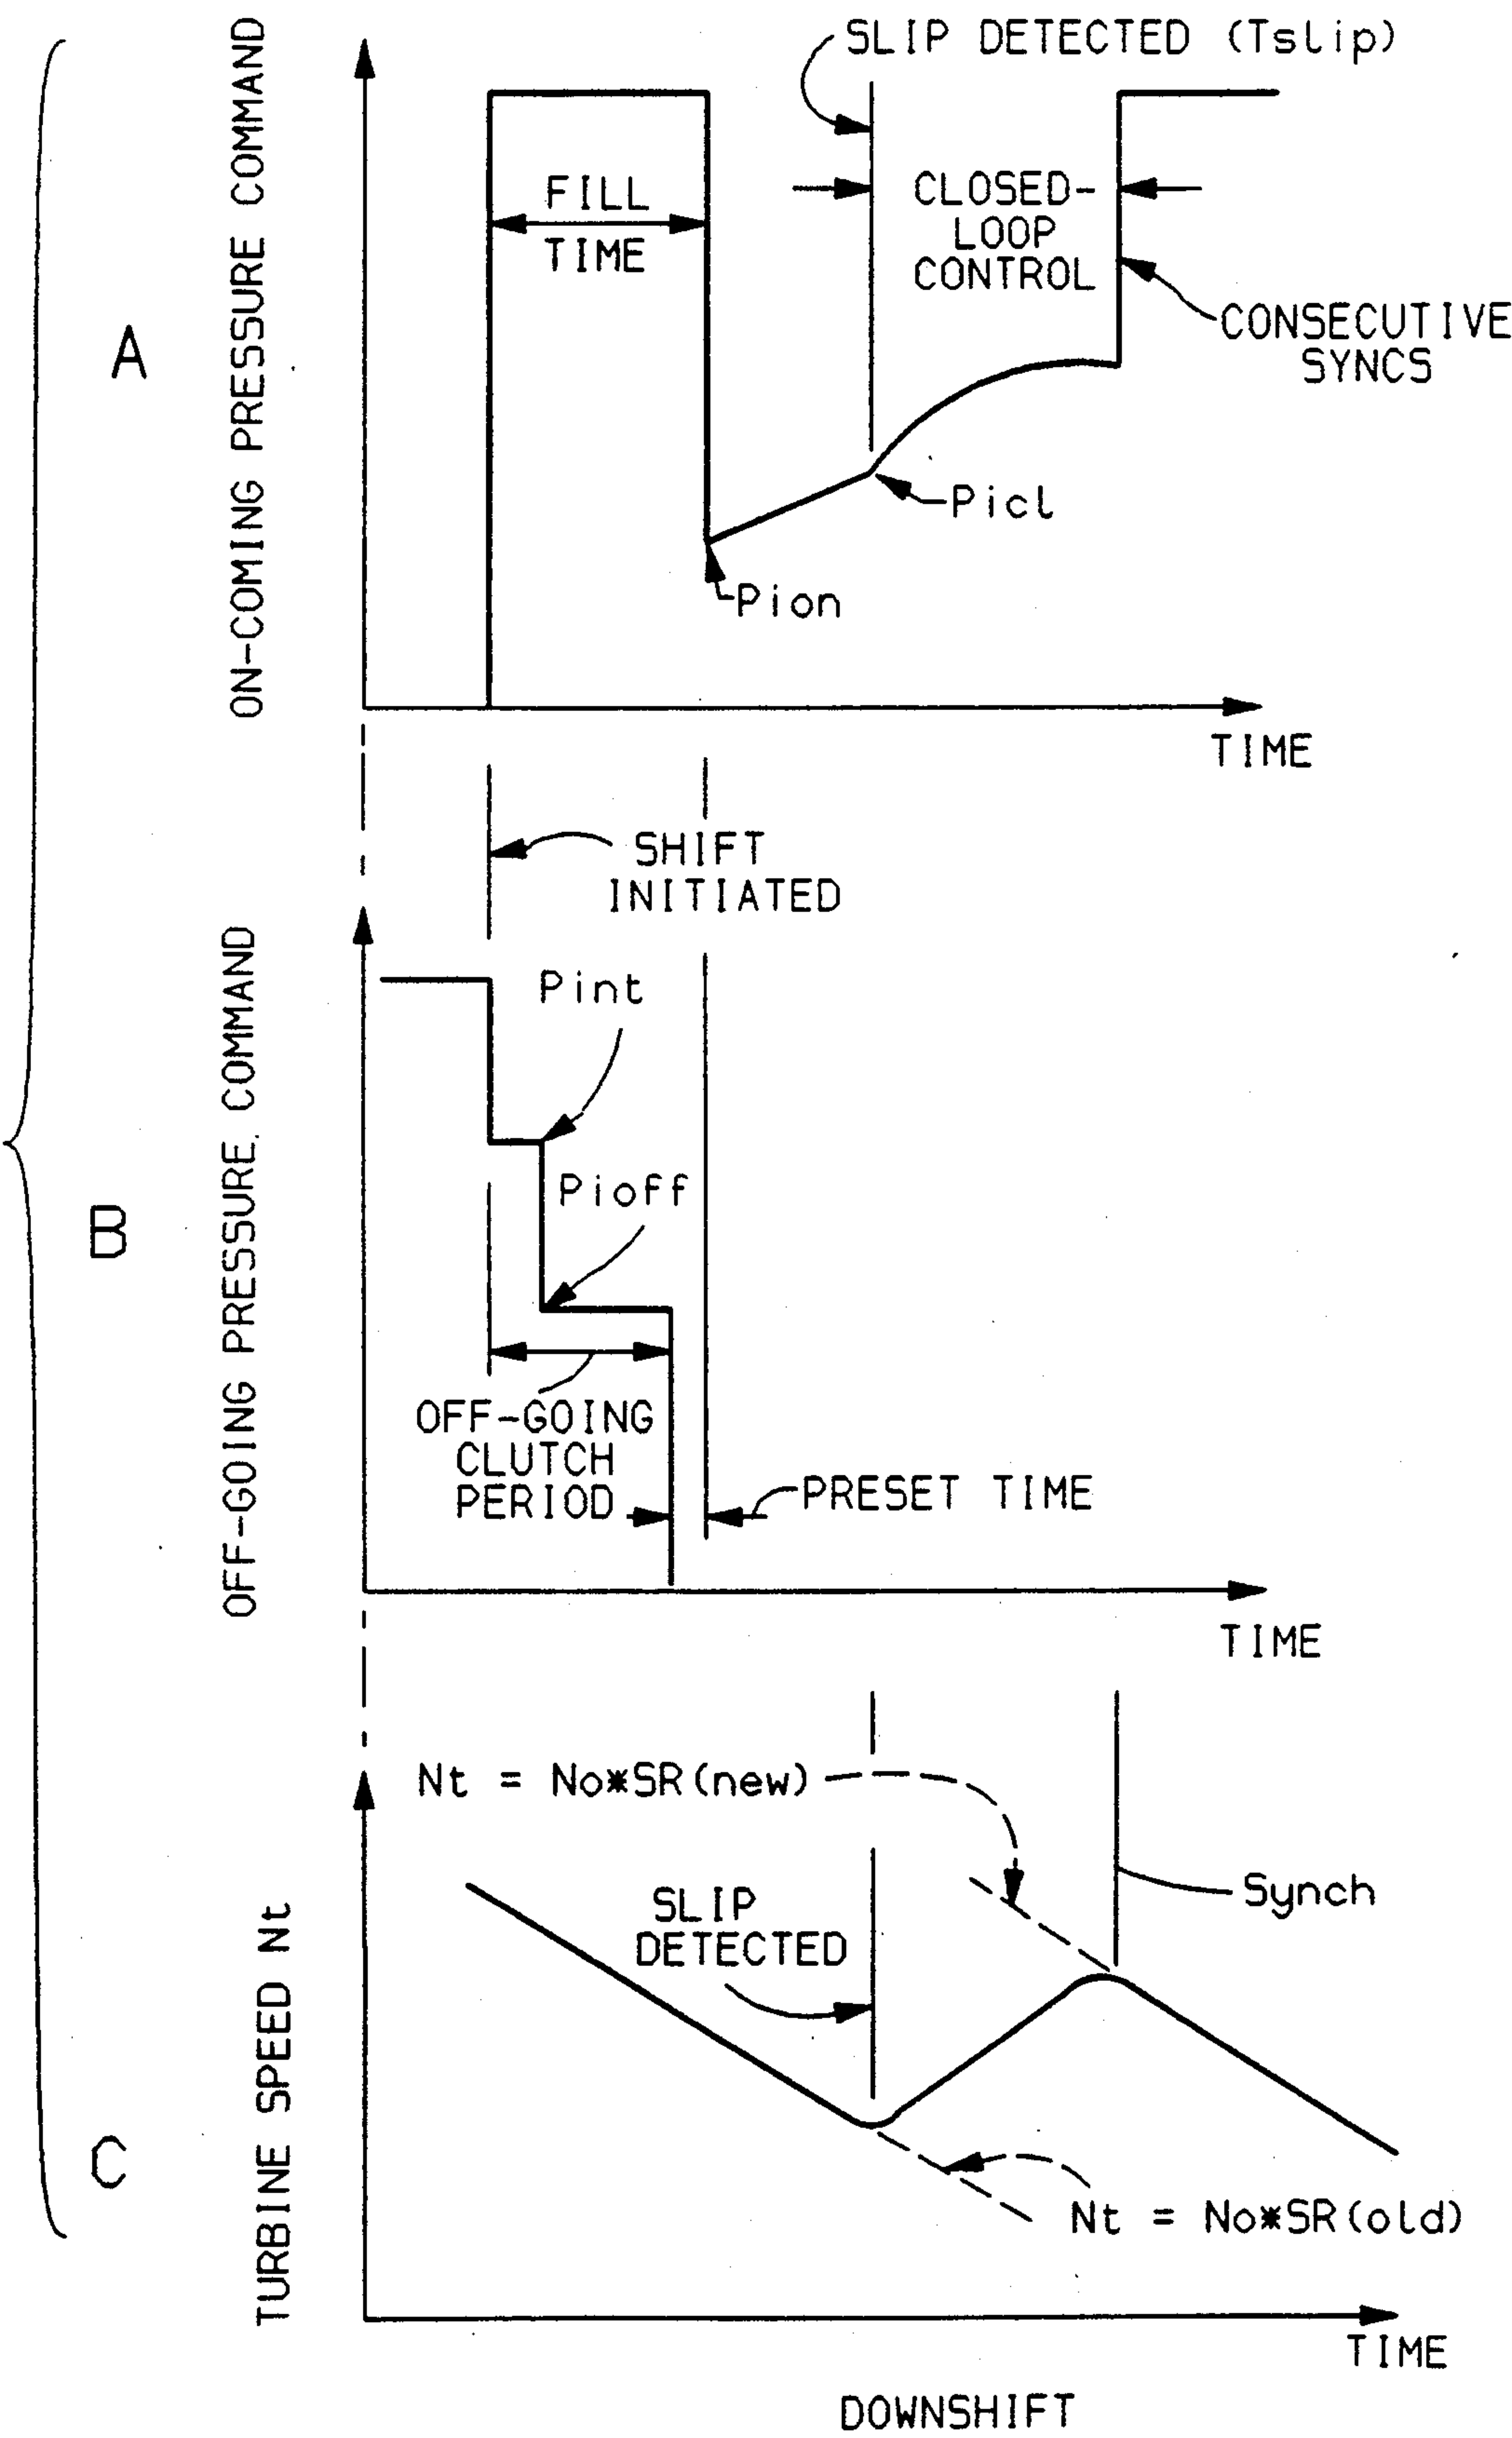 A
ON-COMING PRESSURE COMMAND
SLIP DETECTED (Tslip)
FILL
TIME
CLOSED-
LOOP
CONTROL
CONSECUTIVE
SYNCS
Picl
Pion
TIME
SHIFT
INITIATED
B
OFF-GOING PRESSURE COMMAND
Pint
Pioff
OFF-GOING
CLUTCH
PERIOD
PRESET TIME
TIME
C
TURBINE SPEED Nt
Nt = No*SR(new)
SLIP
DETECTED
Synch
Nt = No*SR(old)
TIME
DOWNSHIFT